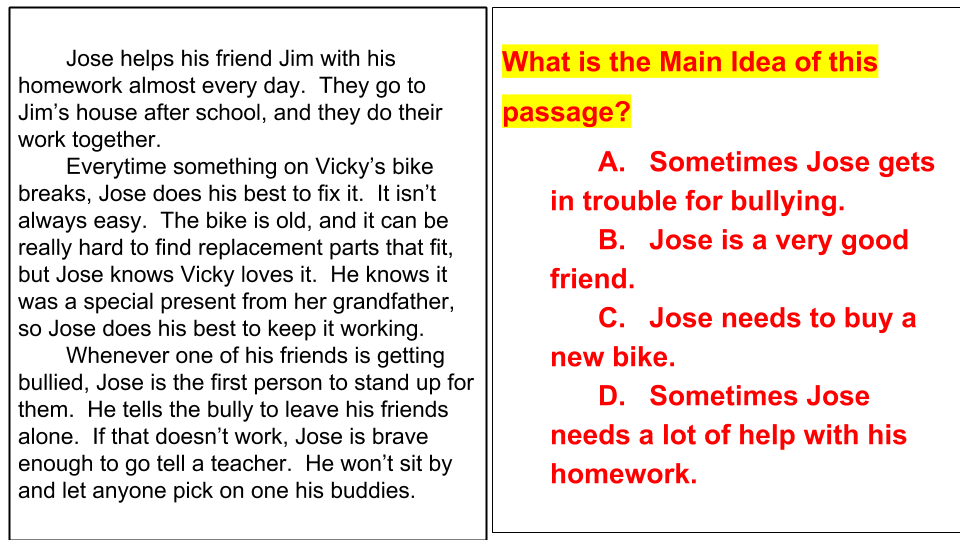 Jose helps his friend Jim with his
homework almost every day.  They go to
Jim’s house after school, and they do their
work together.
Everytime something on Vicky’s bike
breaks, Jose does his best to fix it.  It isn’t
always easy.  The bike is old, and it can be
really hard to find replacement parts that fit,
but Jose knows Vicky loves it.  He knows it
was a special present from her grandfather,
so Jose does his best to keep it working.
Whenever one of his friends is getting
bullied, Jose is the first person to stand up for
them.  He tells the bully to leave his friends
alone.  If that doesn’t work, Jose is brave
enough to go tell a teacher.  He won’t sit by
and let anyone pick on one his buddies.
What is the Main Idea of this
passage?
A.   Sometimes Jose gets
in trouble for bullying.
B.   Jose is a very good
friend.
C.   Jose needs to buy a
new bike.
D.   Sometimes Jose
needs a lot of help with his
homework.